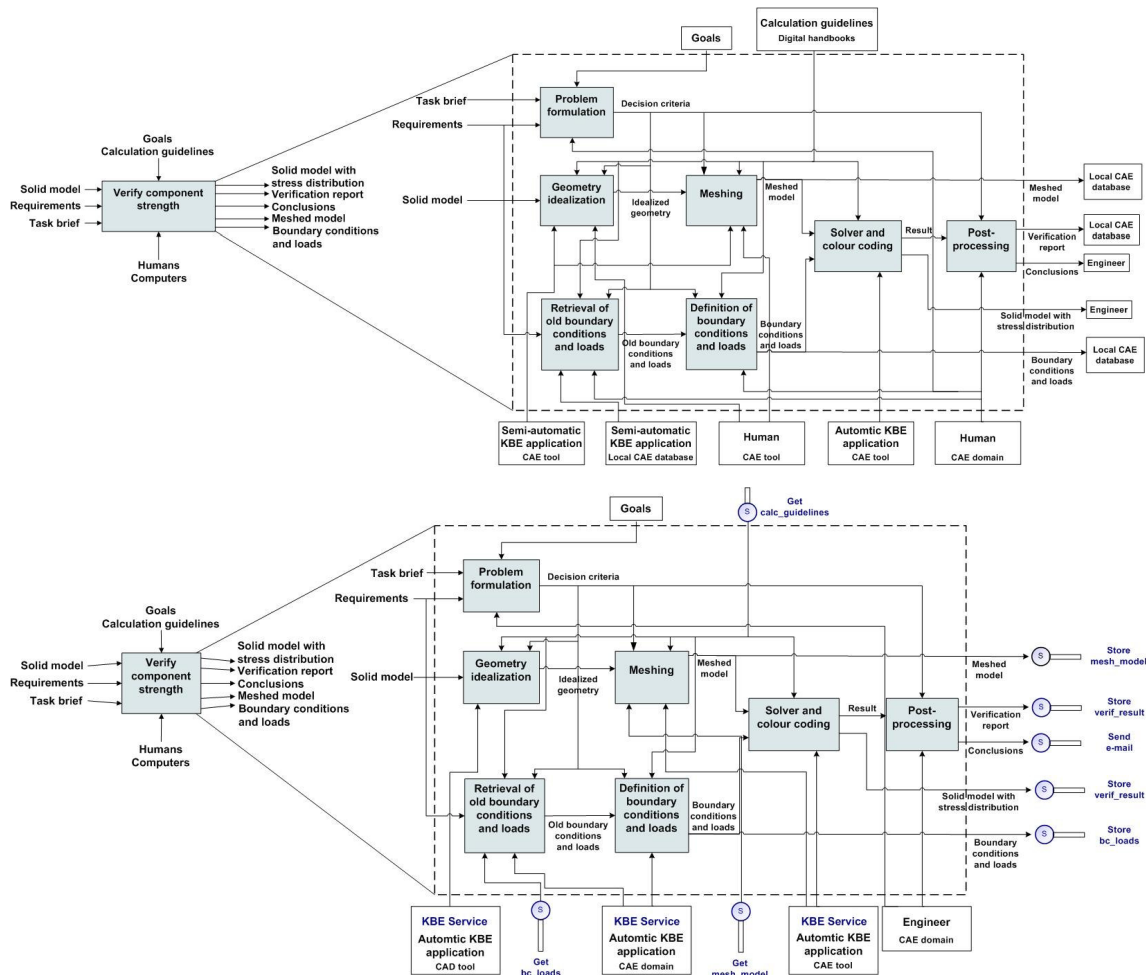 Calculation guidelines
Digital handbooks
Goals
Task brief
Problem
formulation
Decision criteria
Requirements
Goals
Calculation guidelines
Solid model
Requirements
Task brief
Verify component
strength
Solid model with
stress distribution
Verification report
Conclusions
Meshed model
Boundary conditions
and loads
Humans
Computers
Solid model
Geometry
idealization
Idealized
geometry
Meshing
Meshed
model
Solver and
colour coding
Result
Post-
processing
Meshed
model
Local CAE
database
Verification
report
Local CAE
database
Conclusions
Engineer
Solid model with
stress distribution
Engineer
Retrieval of
old boundary
conditions
and loads
Old boundary
conditions
and loads
Definition of
boundary
conditions
and loads
Boundary
conditions
and loads
Boundary
conditions
and loads
Local CAE
database
Semi-automatic
KBE application
CAE tool
Semi-automatic
KBE application
Local CAE database
Human
CAE tool
Automtic KBE
application
CAE tool
Human
CAE domain
S
Get
calc_guidelines
Goals
Task brief
Problem
formulation
Decision criteria
Requirements
Goals
Calculation guidelines
Solid model
Requirements
Task brief
Verify
component
strength
Solid model with
stress distribution
Verification report
Conclusions
Meshed model
Boundary conditions
and loads
Humans
Computers
Solid model
Geometry
idealization
Idealized
geometry
Meshing
Meshed
model
Solver and
colour coding
Result
Post-
processing
Meshed
model
S
Store
mesh_model
Verification
report
S
Store
verif_result
Conclusions
S
Send
e-mail
Solid model with
stress distribution
S
Store
verif_result
Retrieval of
old boundary
conditions
and loads
Old boundary
conditions
and loads
Definition of
boundary
conditions
and loads
Boundary
conditions
and loads
Boundary
conditions
and loads
S
Store
bc_loads
KBE Service
Automtic KBE
application
CAD tool
S
Get
bc_loads
KBE Service
Automtic KBE
application
CAE domain
S
Get
mesh_model
KBE Service
Automtic KBE
application
CAE tool
Engineer
CAE domain